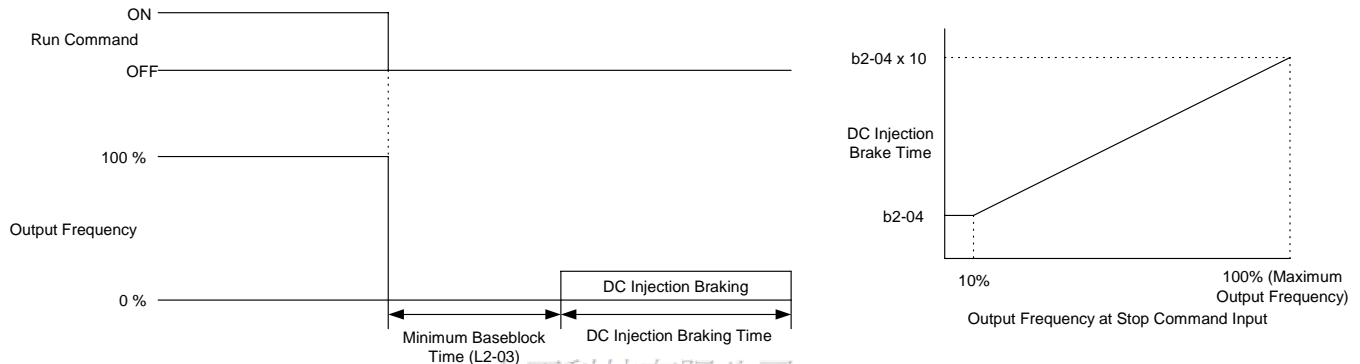 ON
Run Command
OFF
100 %
Output Frequency
0 %
DC Injection Braking
Minimum Baseblock
Time (L2-03)
DC Injection Braking Time
b2-04 x 10
DC Injection
Brake Time
b2-04
10%
100% (Maximum
Output Frequency)
Output Frequency at Stop Command Input